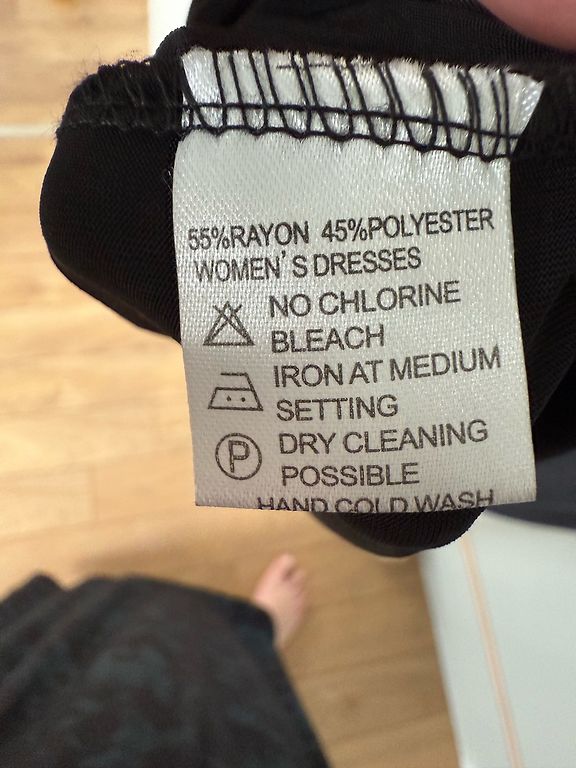 55%RAYON 45%POLYESTER
WOMEN'S DRESSES
NO CHLORINE
BLEACH
IRON AT MEDIUM
SETTING
P DRY CLEANING
POSSIBLE
HAND COLD WASH